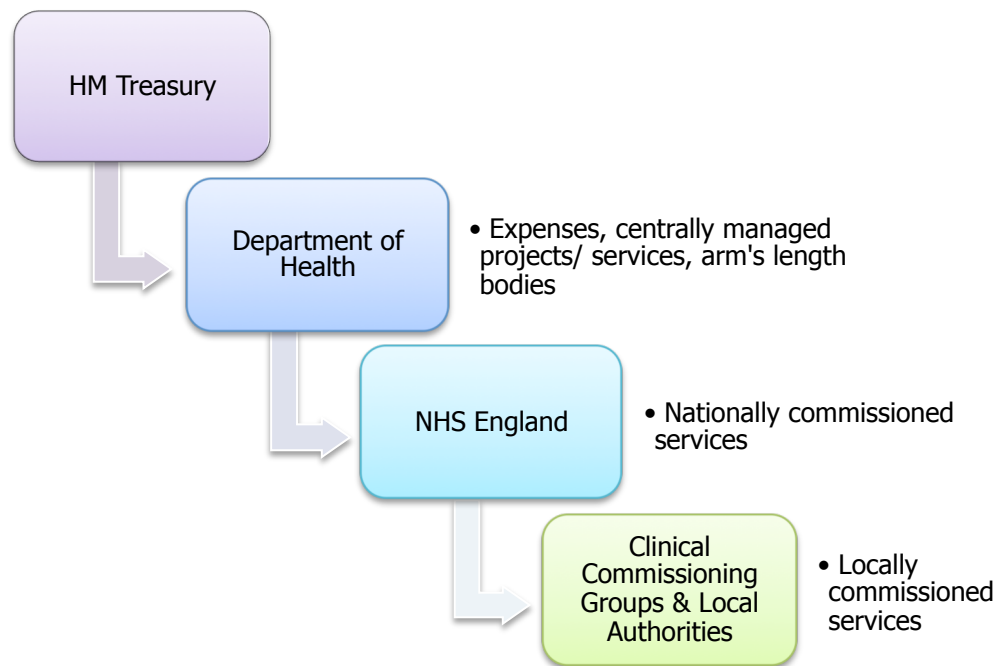 HM Treasury
Department of
Health
• Expenses, centrally managed
projects/ services, arm's length
bodies
NHS England
• Nationally commissioned
services
Clinical
Commissioning
Groups & Local
Authorities
• Locally
commissioned
services